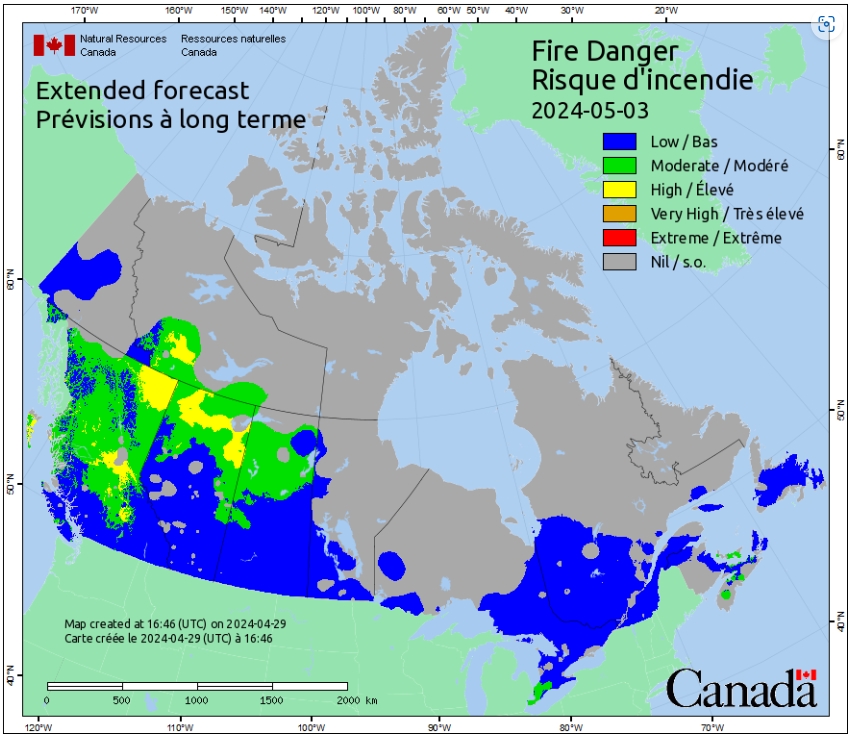 170°W 160°W 150°W 140°W 120°W 110°W 100°W 90°W 80°W 70°W 60°W 50°W 40°W 30°W 20°W
Natural Resources Ressources naturelles
Canada Canada
Extended forecast
Prévisions à long terme
Fire Danger
Risque d'incendie
2024-05-03
Low / Bas
Moderate / Modéré
High / Élevé
Very High / Très élevé
Extreme / Extrême
Nil / s.o.
60°N 60°N
50°N 50°N
40°N 40°N
Map created at 16:46 (UTC) on 2024-04-29
Carte créée le 2024-04-29 (UTC) à 16:46
0 500 1000 1500 2000 km
Canada
120°W 110°W 100°W 90°W 80°W 70°W